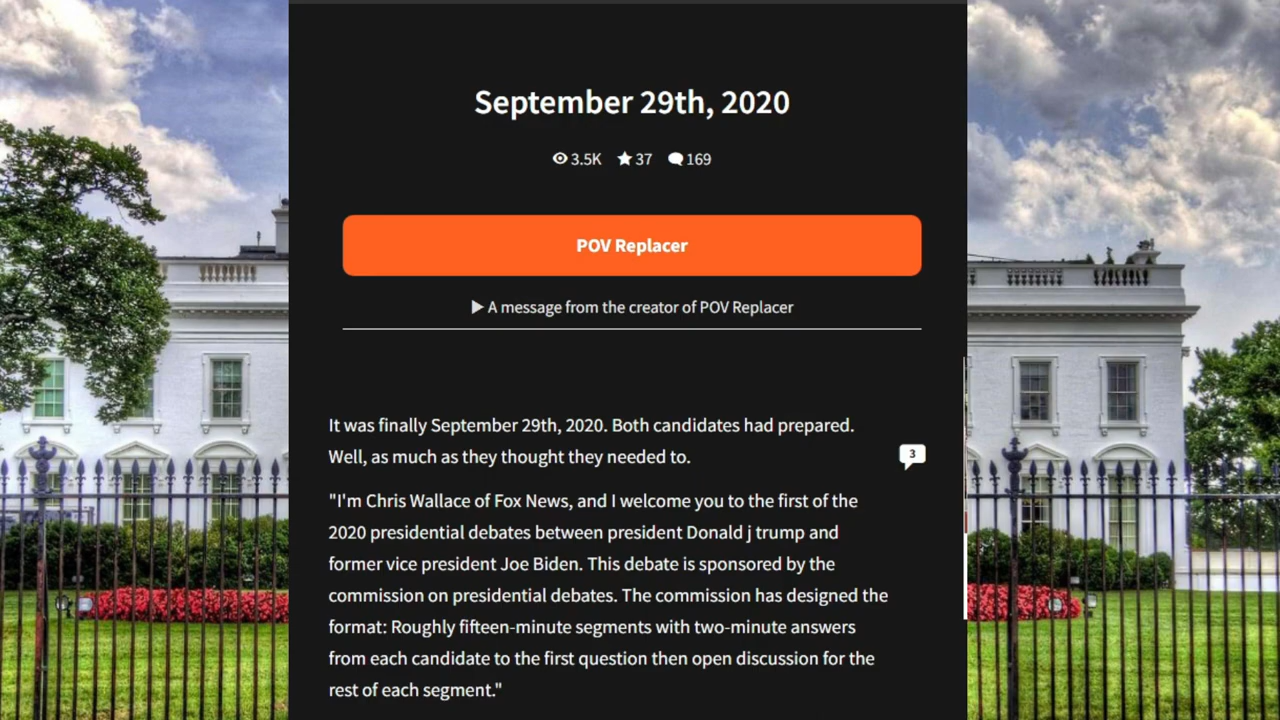 September 29th, 2020
3.5K 37 169
POV Replacer
▶ A message from the creator of POV Replacer
It was finally September 29th, 2020. Both candidates had prepared.
Well, as much as they thought they needed to.
3
"I'm Chris Wallace of Fox News, and I welcome you to the first of the
2020 presidential debates between president Donald j trump and
former vice president Joe Biden. This debate is sponsored by the
commission on presidential debates. The commission has designed the
format: Roughly fifteen-minute segments with two-minute answers
from each candidate to the first question then open discussion for the
rest of each segment."